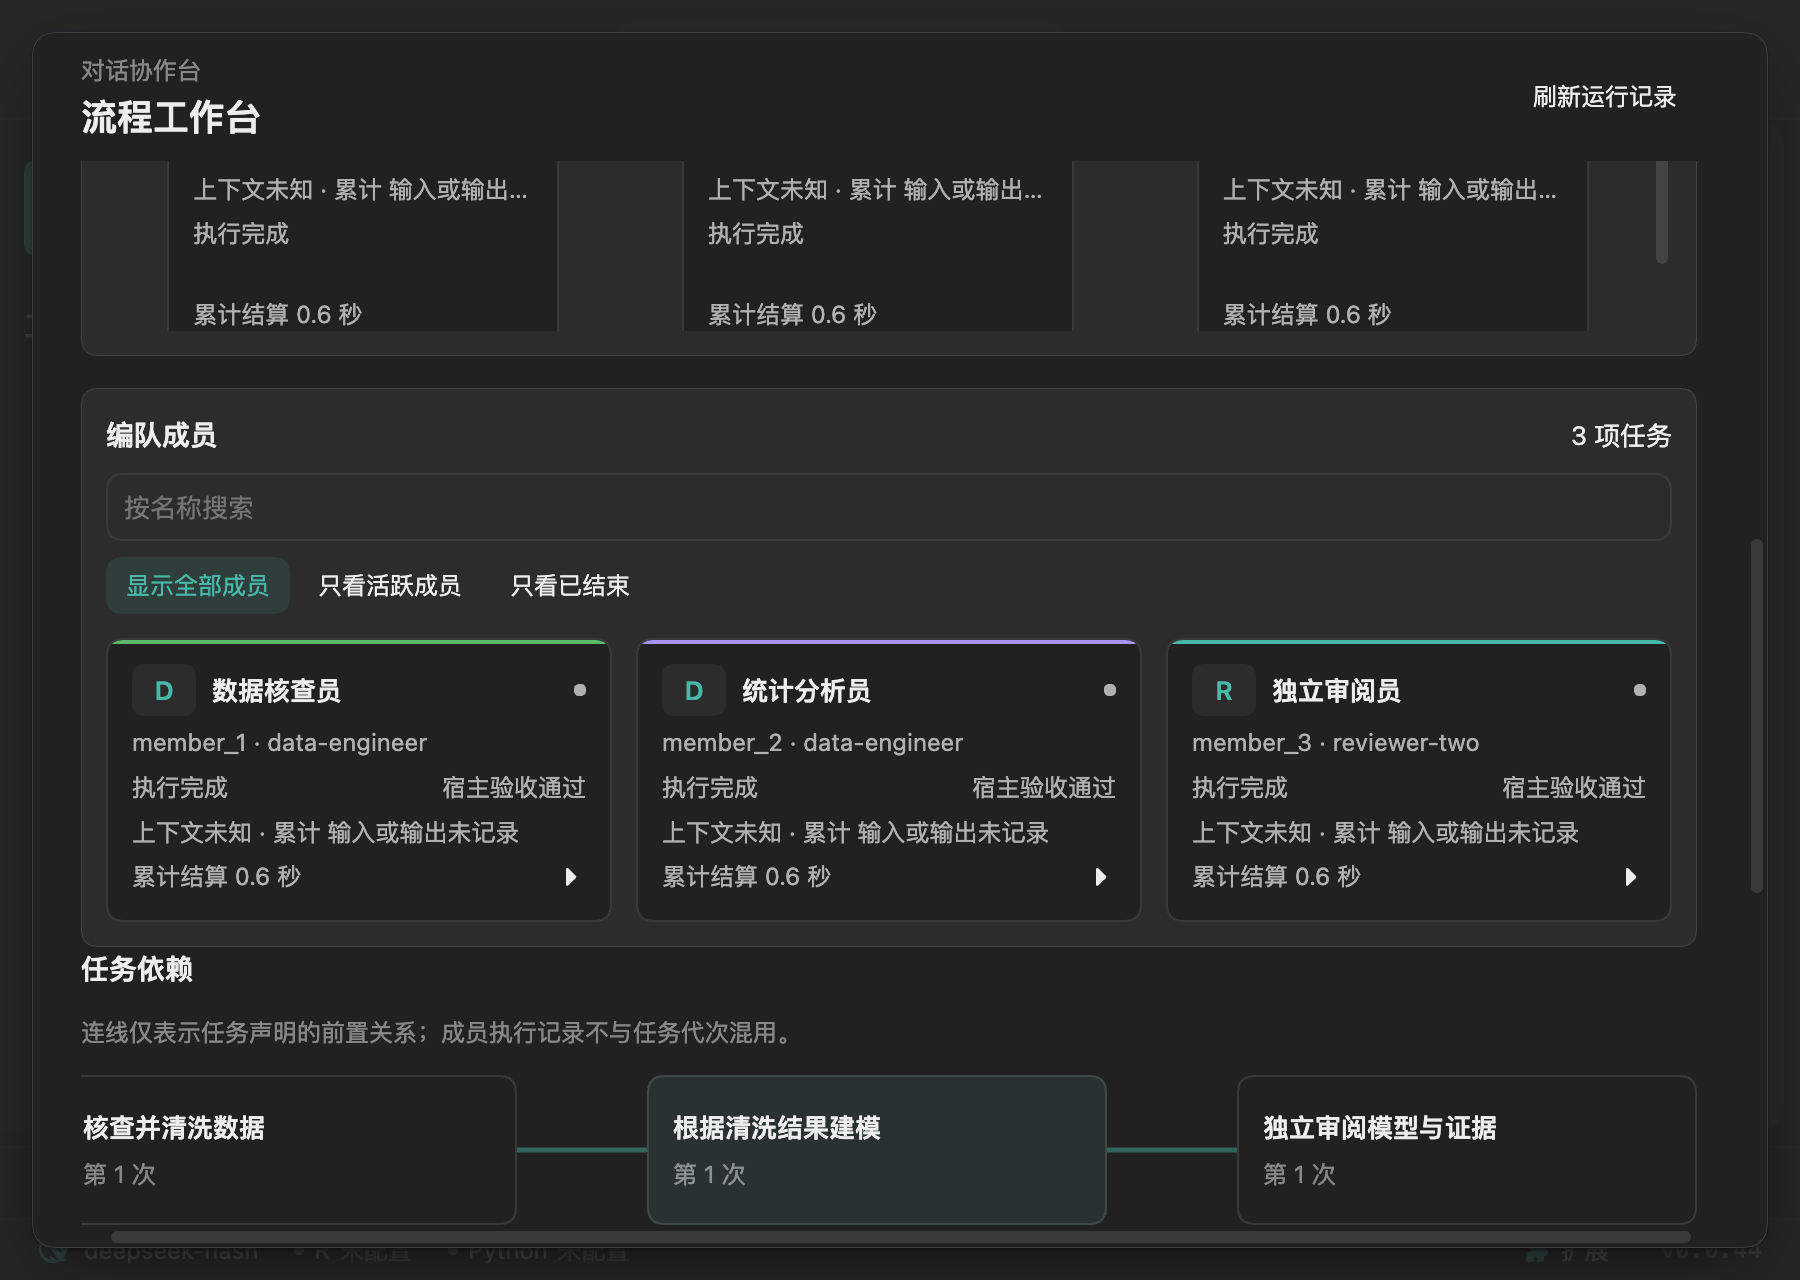 对话协作台
流程工作台
刷新运行记录
上下文未知 · 累计 输入或输出...
执行完成
累计结算 0.6 秒
上下文未知 · 累计 输入或输出...
执行完成
累计结算 0.6 秒
上下文未知 · 累计 输入或输出...
执行完成
累计结算 0.6 秒
编队成员
3 项任务
按名称搜索
显示全部成员 只看活跃成员 只看已结束
D 数据核查员
member_1 · data-engineer
执行完成 宿主验收通过
上下文未知 · 累计 输入或输出未记录
累计结算 0.6 秒
D 统计分析员
member_2 · data-engineer
执行完成 宿主验收通过
上下文未知 · 累计 输入或输出未记录
累计结算 0.6 秒
R 独立审阅员
member_3 · reviewer-two
执行完成 宿主验收通过
上下文未知 · 累计 输入或输出未记录
累计结算 0.6 秒
任务依赖
连线仅表示任务声明的前置关系；成员执行记录不与任务代次混用。
核查并清洗数据
第 1 次
根据清洗结果建模
第 1 次
独立审阅模型与证据
第 1 次
R 未配置
Python 未配置
扩展
v0.0.44